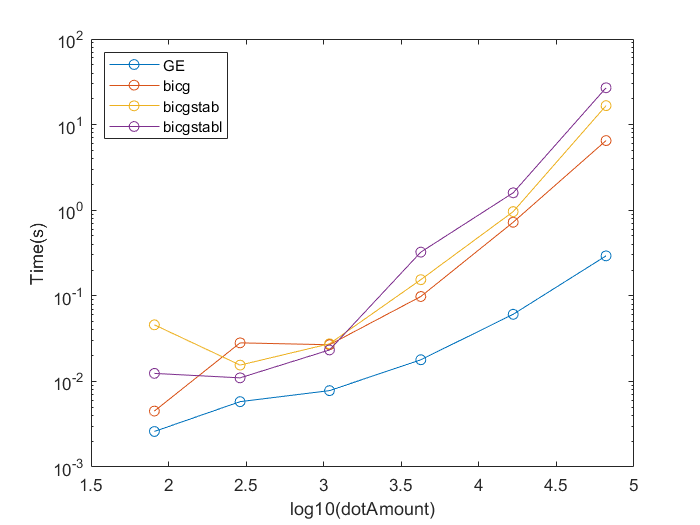 10^2
10^1
10^0
10^-1
10^-2
10^-3
Time(s)
GE
bicg
bicgstab
bicgstabl
1.5 2 2.5 3 3.5 4 4.5 5
log10(dotAmount)